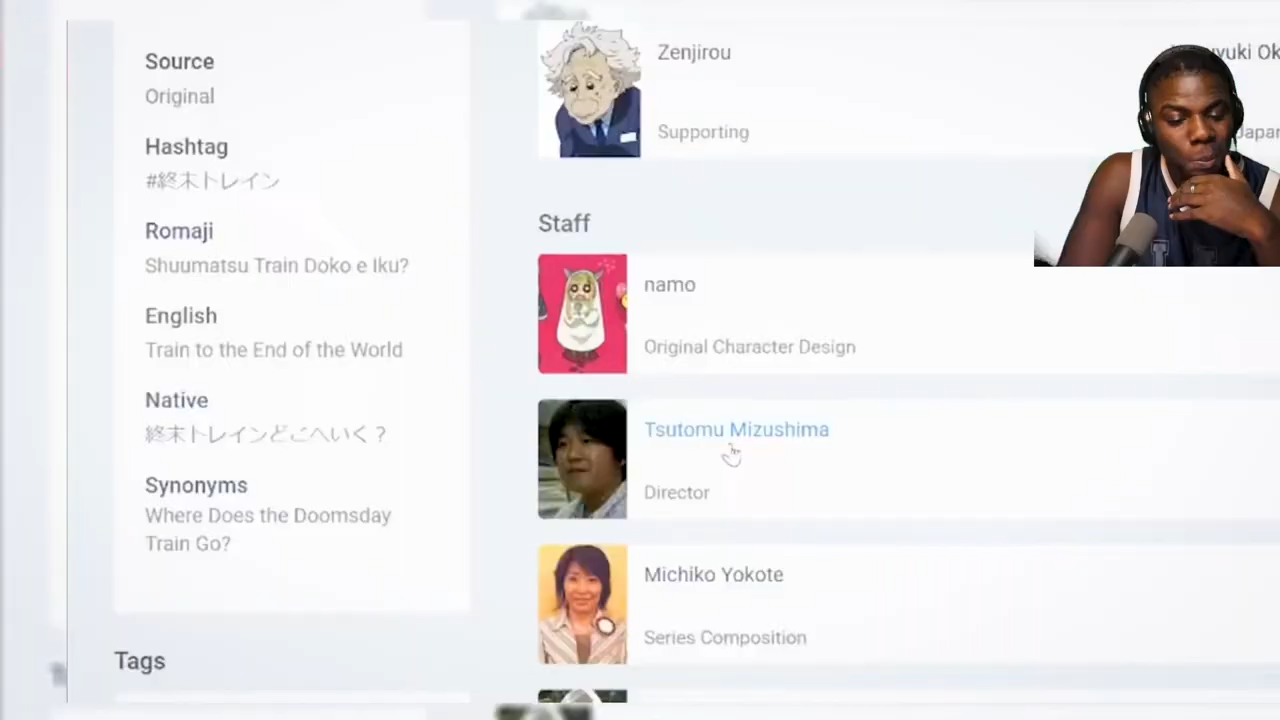 Source
Original
Hashtag
#終末トレイン
Romaji
Shuumatsu Train Doko e Iku?
English
Train to the End of the World
Native
終末トレインどこへいく？
Synonyms
Where Does the Doomsday
Train Go?
Tags
Zenjirou
Supporting
Staff
namo
Original Character Design
Tsutomu Mizushima
Director
Michiko Yokote
Series Composition